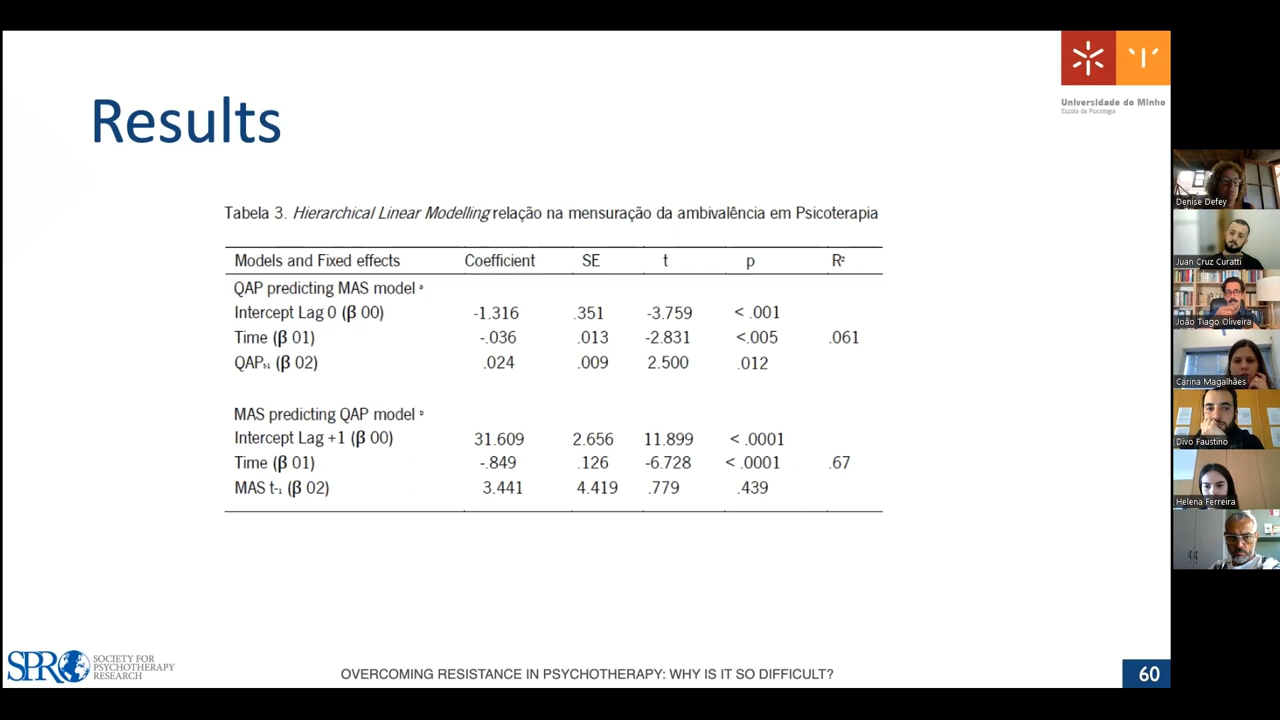 Universidade do Minho
Escola de Psicologia
Results
Tabela 3. Hierarchical Linear Modelling relação na mensuração da ambivalência em Psicoterapia
Models and Fixed effects Coefficient SE t p R²
QAP predicting MAS model ᵃ
Intercept Lag 0 (β 00) -1.316 .351 -3.759 < .001
Time (β 01) -.036 .013 -2.831 <.005 .061
QAPₜ₋₁ (β 02) .024 .009 2.500 .012
MAS predicting QAP model ᵇ
Intercept Lag +1 (β 00) 31.609 2.656 11.899 < .0001
Time (β 01) -.849 .126 -6.728 < .0001 .67
MAS t-₁ (β 02) 3.441 4.419 .779 .439
Denise Defey
Juan Cruz Curatti
João Tiago Oliveira
Carina Magalhães
Divo Faustino
Helena Ferreira
SPR SOCIETY FOR
PSYCHOTHERAPY
RESEARCH
OVERCOMING RESISTANCE IN PSYCHOTHERAPY: WHY IS IT SO DIFFICULT?
60